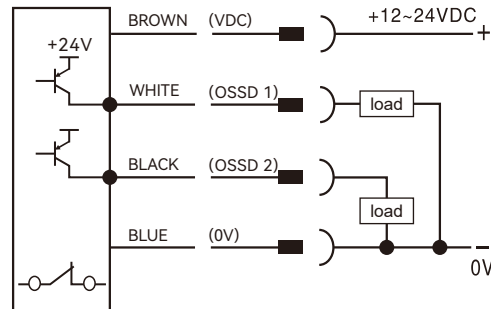 BROWN (VDC) +12~24VDC +
+24V
WHITE (OSSD 1) load
BLACK (OSSD 2)
load
BLUE (0V) −
0V